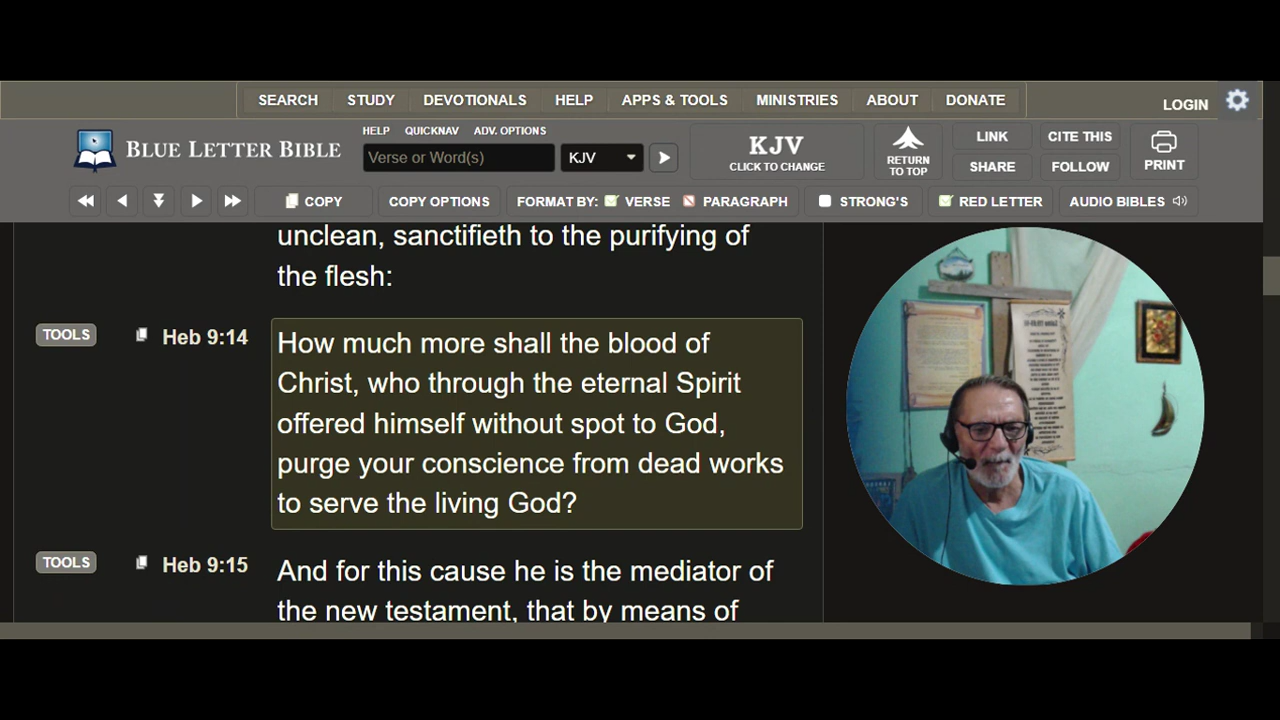 SEARCH STUDY DEVOTIONALS HELP APPS & TOOLS MINISTRIES ABOUT DONATE LOGIN
BLUE LETTER BIBLE
HELP QUICKNAV ADV. OPTIONS
Verse or Word(s) KJV
KJV
CLICK TO CHANGE
RETURN
TO TOP
LINK CITE THIS
SHARE FOLLOW
PRINT
COPY COPY OPTIONS FORMAT BY: VERSE PARAGRAPH STRONG'S RED LETTER AUDIO BIBLES
unclean, sanctifieth to the purifying of
the flesh:
TOOLS Heb 9:14 How much more shall the blood of
Christ, who through the eternal Spirit
offered himself without spot to God,
purge your conscience from dead works
to serve the living God?
TOOLS Heb 9:15 And for this cause he is the mediator of
the new testament, that by means of